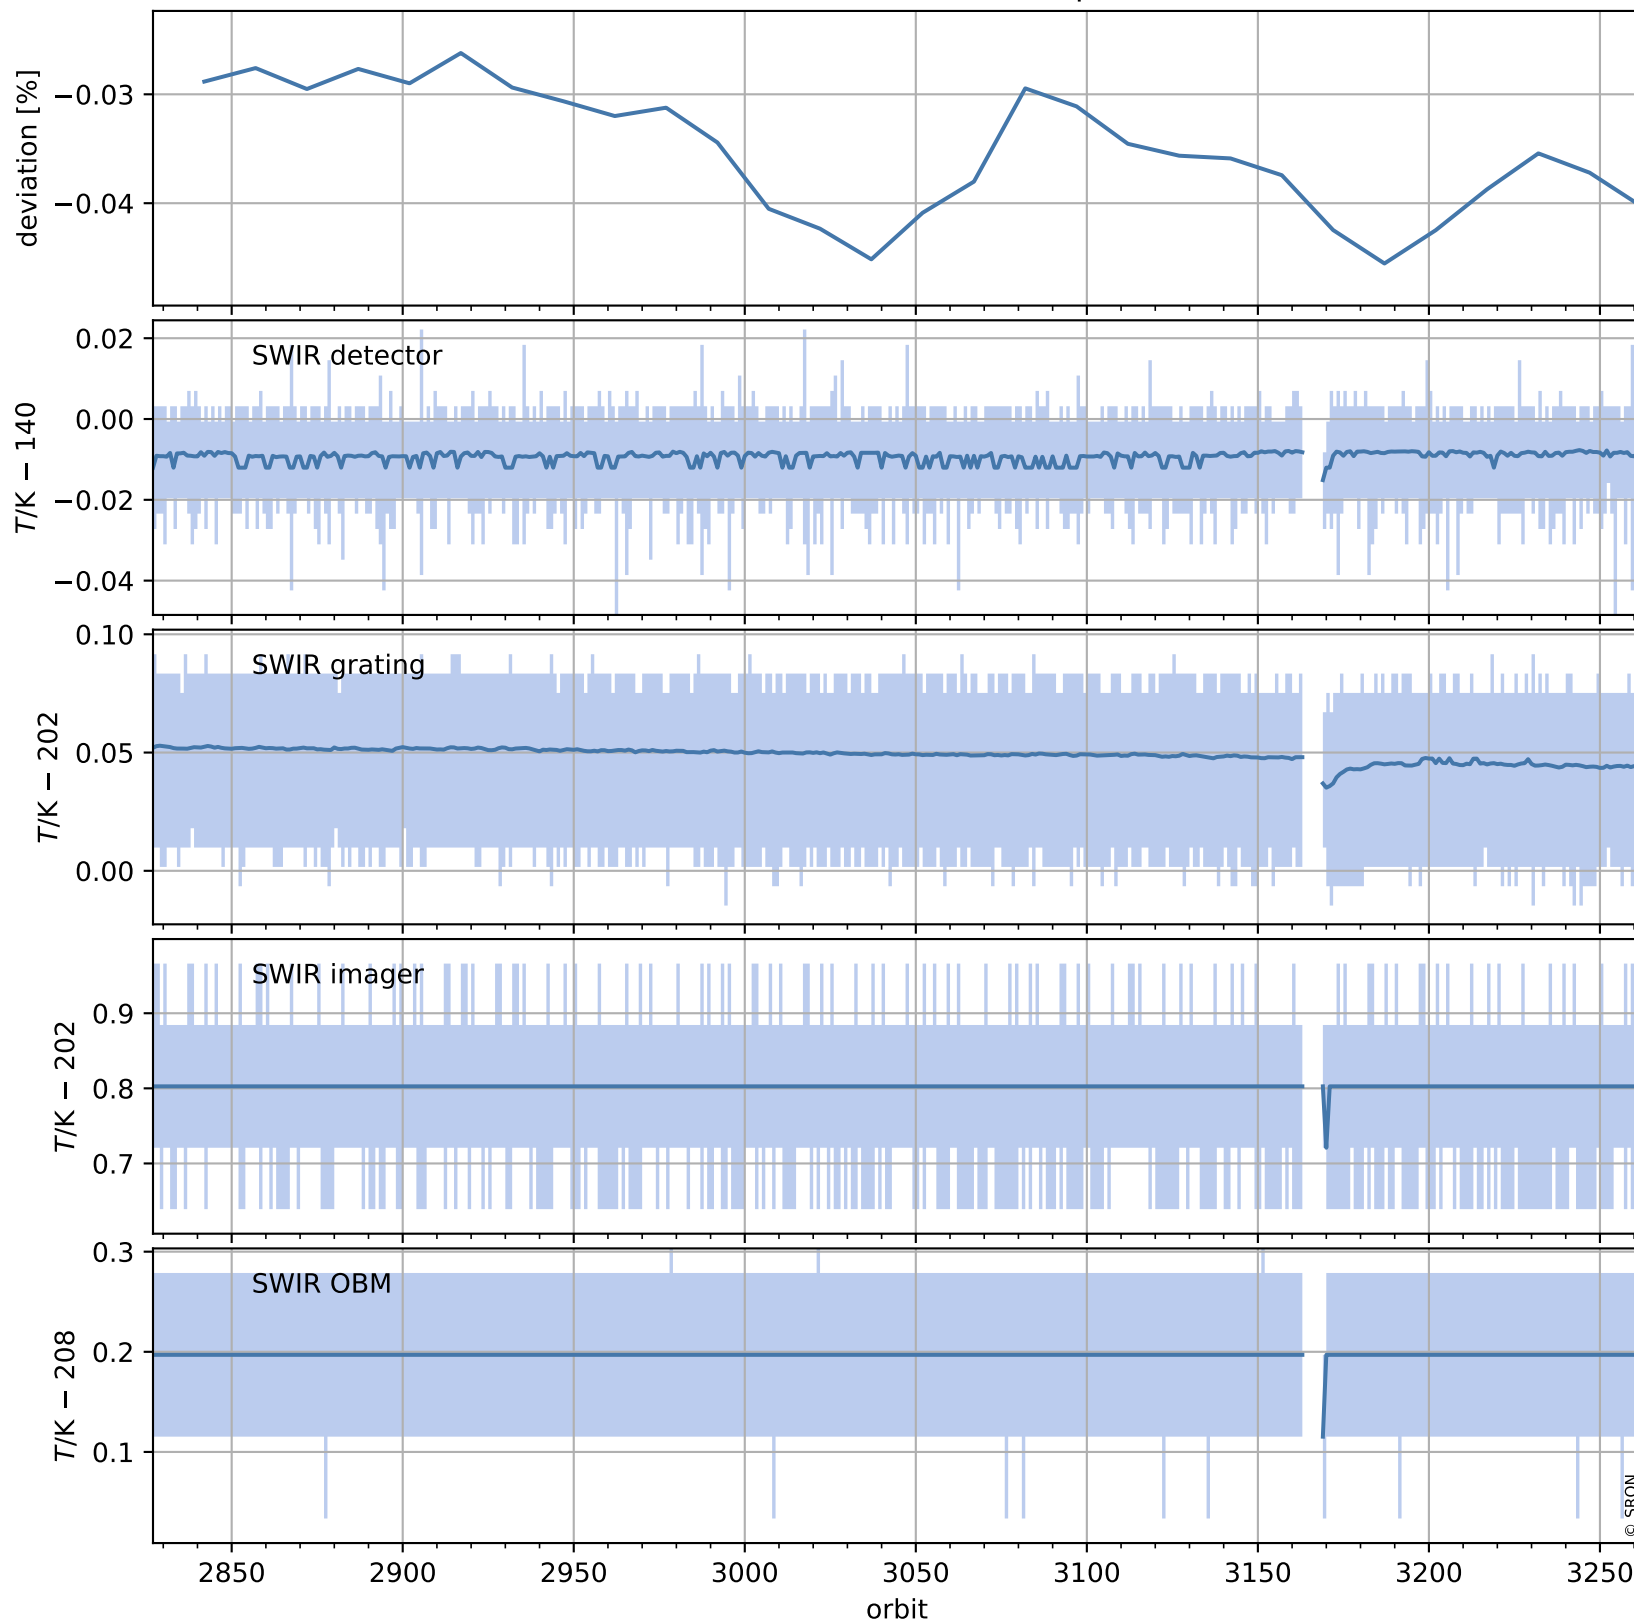 deviation [%]
−0.03
−0.04
SWIR detector
T/K − 140
0.02
0.00
−0.02
−0.04
SWIR grating
T/K − 202
0.10
0.05
0.00
SWIR imager
T/K − 202
0.9
0.8
0.7
SWIR OBM
T/K − 208
0.3
0.2
0.1
2850 2900 2950 3000 3050 3100 3150 3200 3250
orbit
© SRON